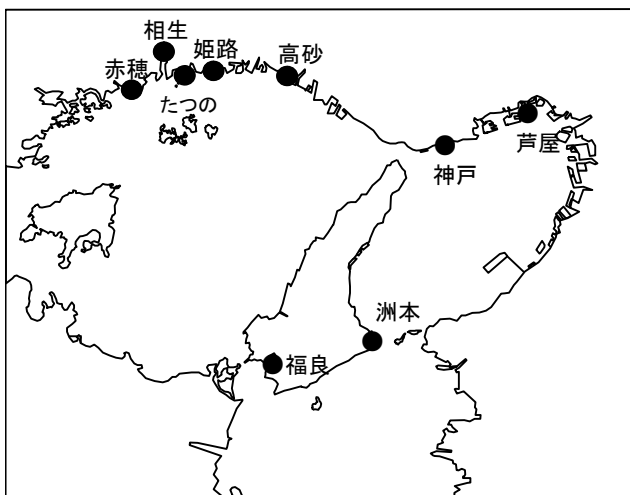 相生
姫路
高砂
赤穂
たつの
芦屋
神戸
洲本
福良